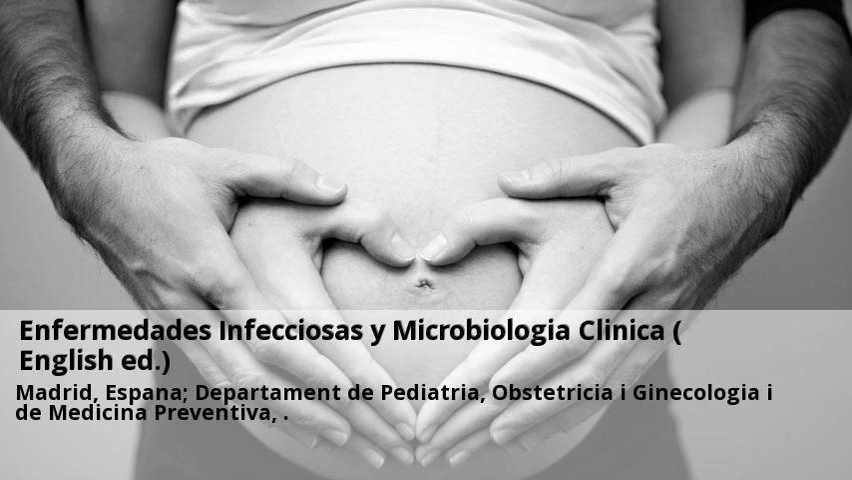 Enfermedades Infecciosas y Microbiologia Clinica (
English ed.)
Madrid, Espana; Departament de Pediatria, Obstetricia i Ginecologia i
de Medicina Preventiva, .